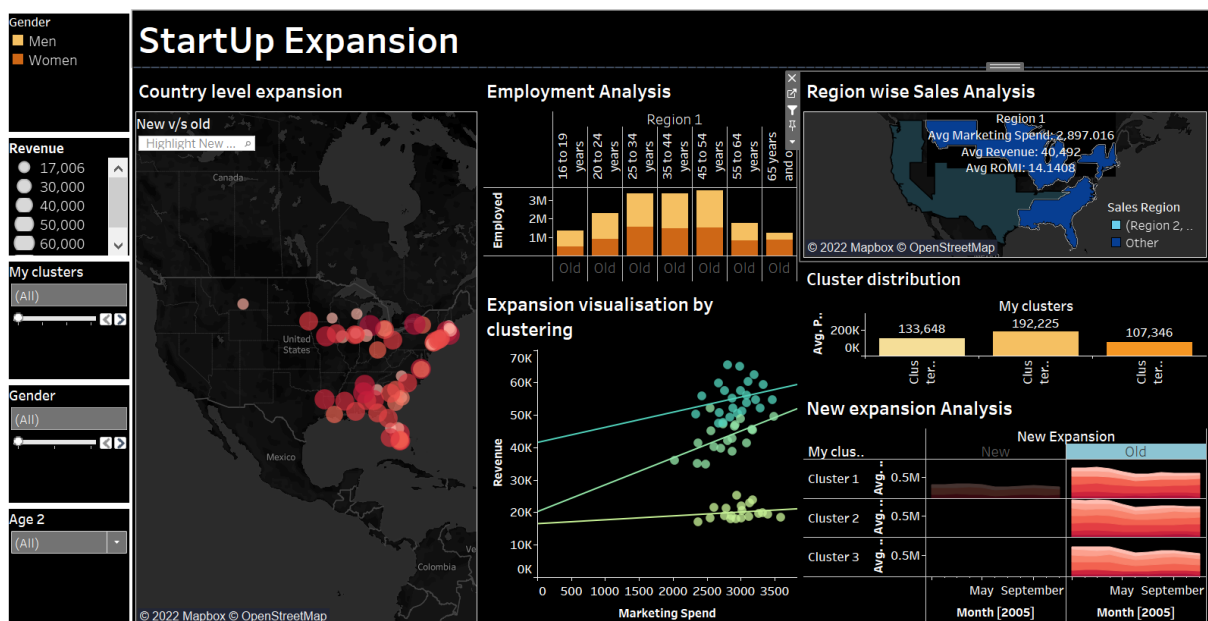 Gender
Men
Women
Revenue
17,006
30,000
40,000
50,000
60,000
My clusters
(All)
Gender
(All)
Age 2
(All)
StartUp Expansion
Country level expansion
New v/s old
Highlight New ...
Canada
United
States
Mexico
Ve
Colombia
© 2022 Mapbox © OpenStreetMap
Employment Analysis
Region 1
16 to 19
years
20 to 24
years
25 to 34
years
35 to 44
years
45 to 54
years
55 to 64
years
65 years
and o
Employed
3M
2M
1M
Old Old Old Old Old Old Old
Expansion visualisation by
clustering
Revenue
70K
60K
50K
40K
30K
20K
10K
0K
0 500 1000 1500 2000 2500 3000 3500
Marketing Spend
Region wise Sales Analysis
Region 1
Avg Marketing Spend: 2,897.016
Avg Revenue: 40,492
Avg ROMI: 14.1408
Sales Region
(Region 2, ..
Other
© 2022 Mapbox © OpenStreetMap
Cluster distribution
My clusters
Avg. P..
200K
0K
133,648 192,225 107,346
Clus
ter..
Clus
ter..
Clus
ter..
New expansion Analysis
New Expansion
My clus.. New Old
Cluster 1 Avg. .. 0.5M
Cluster 2 Avg. .. 0.5M
Cluster 3 Avg. .. 0.5M
May September May September
Month [2005] Month [2005]